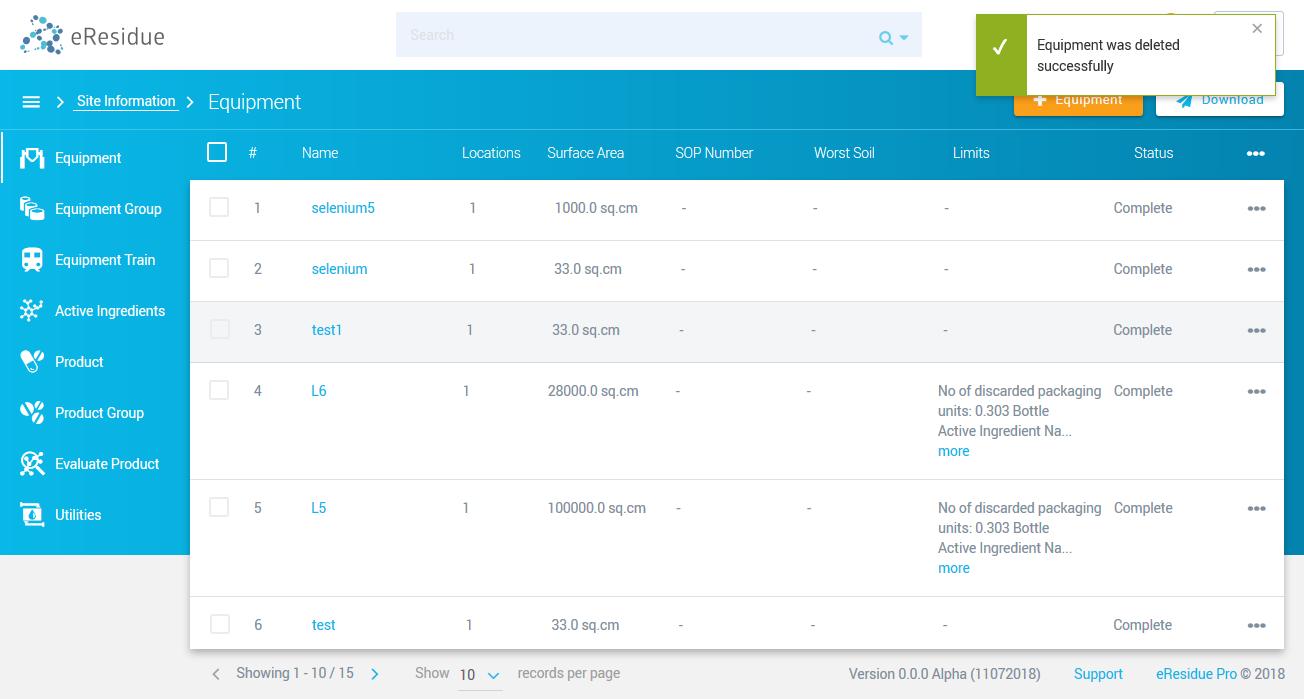 eResidue
Search
Equipment was deleted
successfully
Site Information
Equipment
Equipment
Download
Equipment
Equipment Group
Equipment Train
Active Ingredients
Product
Product Group
Evaluate Product
Utilities
# Name Locations Surface Area SOP Number Worst Soil Limits Status
1 selenium5 1 1000.0 sq.cm - - - Complete
2 selenium 1 33.0 sq.cm - - - Complete
3 test1 1 33.0 sq.cm - - - Complete
4 L6 1 28000.0 sq.cm - - No of discarded packaging Complete
units: 0.303 Bottle
Active Ingredient Na...
more
5 L5 1 100000.0 sq.cm - - No of discarded packaging Complete
units: 0.303 Bottle
Active Ingredient Na...
more
6 test 1 33.0 sq.cm - - - Complete
Showing 1 - 10 / 15 Show 10 records per page Version 0.0.0 Alpha (11072018) Support eResidue Pro © 2018